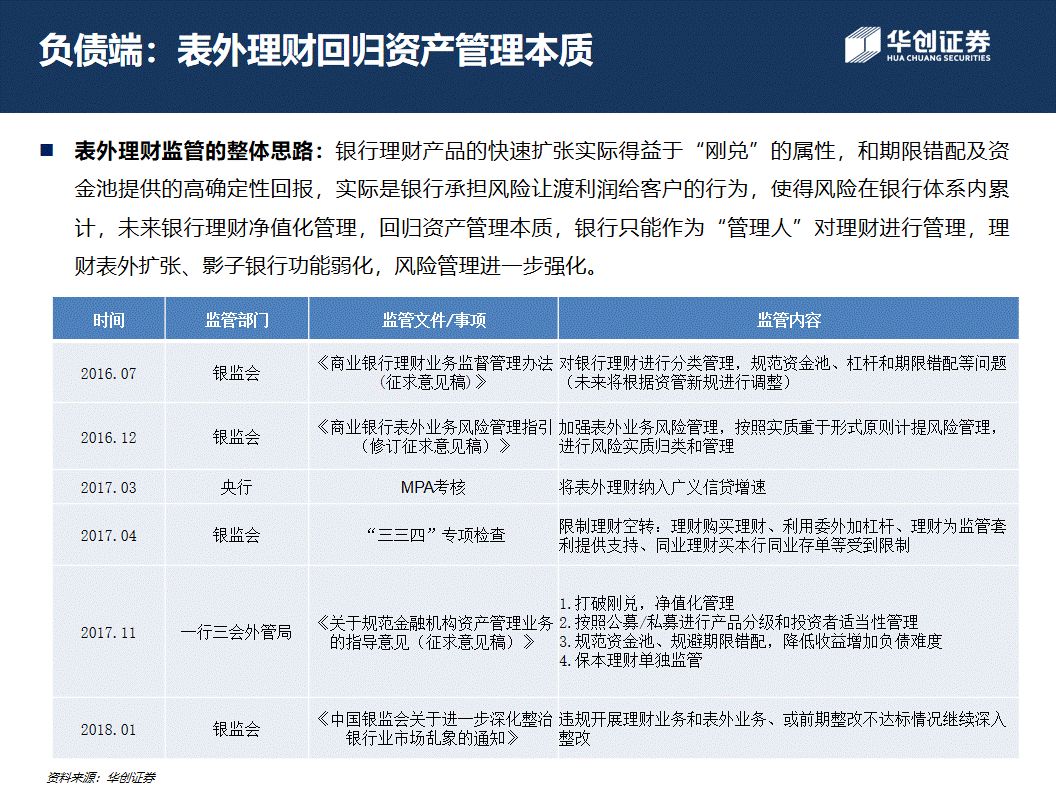 负债端：表外理财回归资产管理本质
华创证券
HUA CHUANG SECURITIES
■ 表外理财监管的整体思路：银行理财产品的快速扩张实际得益于“刚兑”的属性，和期限错配及资
金池提供的高确定性回报，实际是银行承担风险让渡利润给客户的行为，使得风险在银行体系内累
计，未来银行理财净值化管理，回归资产管理本质，银行只能作为“管理人”对理财进行管理，理
财表外扩张、影子银行功能弱化，风险管理进一步强化。
时间 监管部门 监管文件/事项 监管内容
2016.07 银监会 《商业银行理财业务监督管理办法
（征求意见稿）》
对银行理财进行分类管理，规范资金池、杠杆和期限错配等问题
（未来将根据资管新规进行调整）
2016.12 银监会 《商业银行表外业务风险管理指引
（修订征求意见稿）》
加强表外业务风险管理，按照实质重于形式原则计提风险管理，
进行风险实质归类和管理
2017.03 央行 MPA考核 将表外理财纳入广义信贷增速
2017.04 银监会 “三三四”专项检查
限制理财空转：理财购买理财、利用委外加杠杆、理财为监管套
利提供支持、同业理财买本行同业存单等受到限制
2017.11 一行三会外管局 《关于规范金融机构资产管理业务
的指导意见（征求意见稿）》
1.打破刚兑，净值化管理
2.按照公募/私募进行产品分级和投资者适当性管理
3.规范资金池、规避期限错配，降低收益增加负债难度
4.保本理财单独监管
2018.01 银监会 《中国银监会关于进一步深化整治
银行业市场乱象的通知》
违规开展理财业务和表外业务、或前期整改不达标情况继续深入
整改
资料来源：华创证券